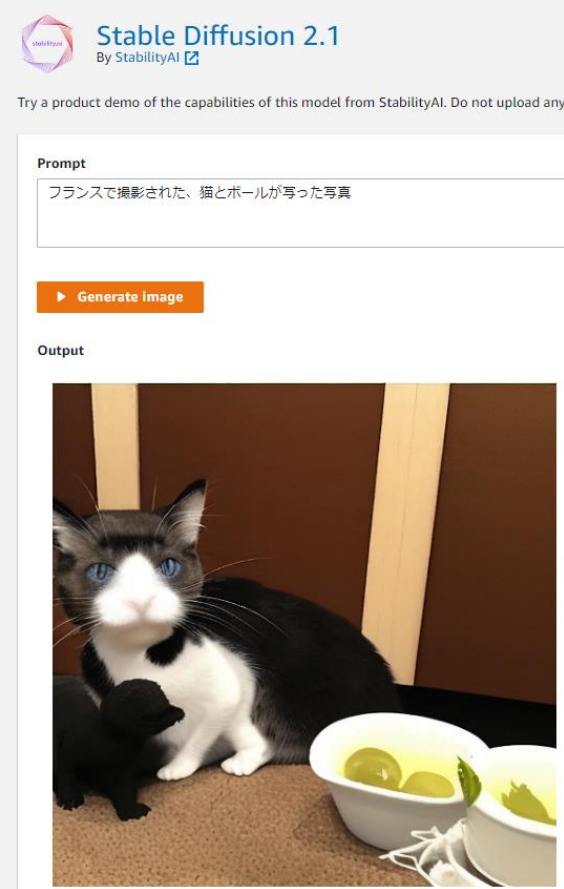 stability.ai
Stable Diffusion 2.1
By StabilityAI
Try a product demo of the capabilities of this model from StabilityAI. Do not upload any
Prompt
フランスで撮影された、猫とボールが写った写真
Generate image
Output